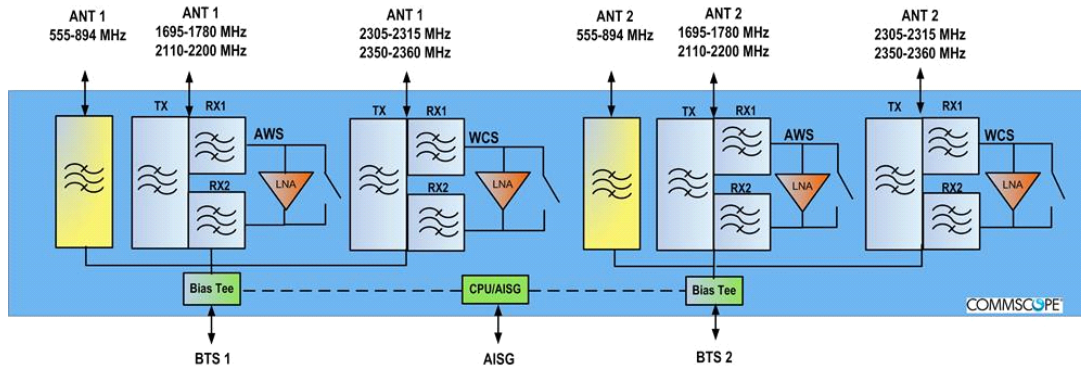 ANT 1
555-894 MHz
ANT 1
1695-1780 MHz
2110-2200 MHz
ANT 1
2305-2315 MHz
2350-2360 MHz
ANT 2
555-894 MHz
ANT 2
1695-1780 MHz
2110-2200 MHz
ANT 2
2305-2315 MHz
2350-2360 MHz
TX
RX1
AWS
LNA
RX2
TX
RX1
WCS
LNA
RX2
TX
RX1
AWS
LNA
RX2
TX
RX1
WCS
LNA
RX2
Bias Tee
CPU/AISG
Bias Tee
COMMSCOPE®
BTS 1
AISG
BTS 2